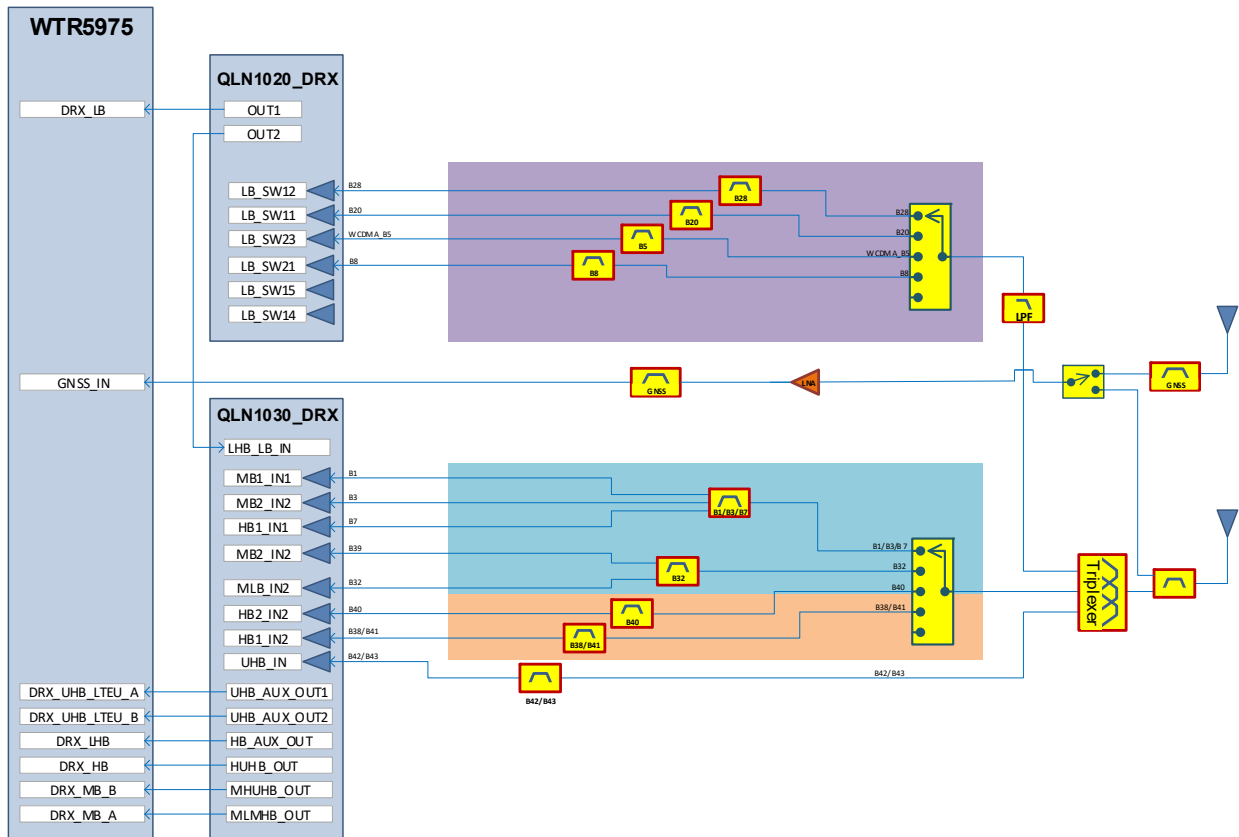 WTR5975
QLN1020_DRX
DRX_LB
OUT1
OUT2
LB_SW12
B28
B28
B28
LB_SW11
B20
B20
B20
LB_SW23
WCDMA_B5
B5
WCDMA_B5
LB_SW21
B8
B8
B8
LB_SW15
LB_SW14
LPF
GNSS_IN
GNSS
LNA
GNSS
QLN1030_DRX
LHB_LB_IN
MB1_IN1
B1
MB2_IN2
B3
B1/B3/B7
HB1_IN1
B7
MB2_IN2
B39
B1/B3/B 7
B32
B32
MLB_IN2
B32
B40
HB2_IN2
B40
B40
B38/B41
HB1_IN2
B38/B41
B38/B41
Triplexer
UHB_IN
B42/B43
B42/B43
B42/B43
DRX_UHB_LTEU_A
UHB_AUX_OUT1
DRX_UHB_LTEU_B
UHB_AUX_OUT2
DRX_LHB
HB_AUX_OUT
DRX_HB
HUHB_OUT
DRX_MB_B
MHUHB_OUT
DRX_MB_A
MLMHB_OUT